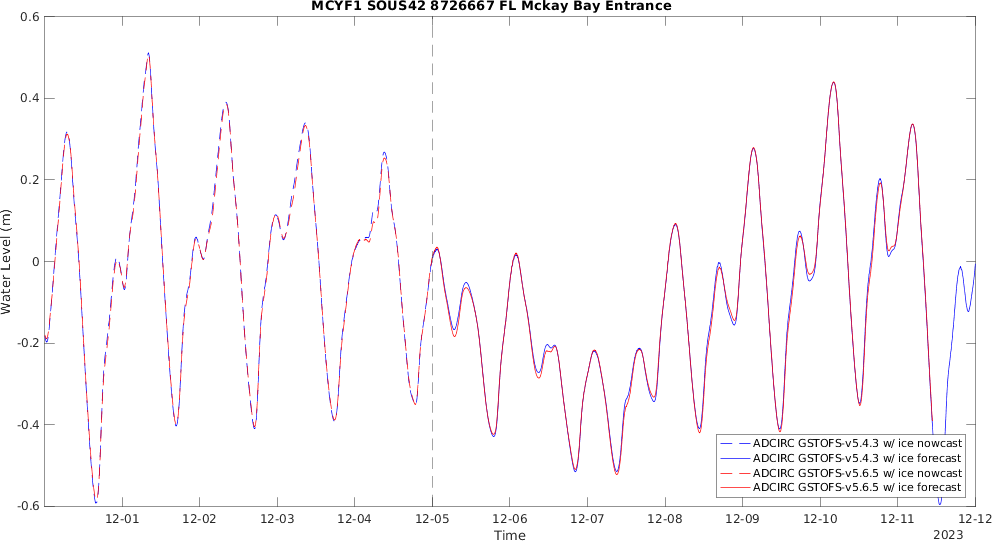 MCYF1 SOUS42 8726667 FL Mckay Bay Entrance
0.6
0.4
0.2
0
-0.2
-0.4
-0.6
Water Level (m)
12-01 12-02 12-03 12-04 12-05 12-06 12-07 12-08 12-09 12-10 12-11 12-12
Time
2023
ADCIRC GSTOFS-v5.4.3 w/ ice nowcast
ADCIRC GSTOFS-v5.4.3 w/ ice forecast
ADCIRC GSTOFS-v5.6.5 w/ ice nowcast
ADCIRC GSTOFS-v5.6.5 w/ ice forecast